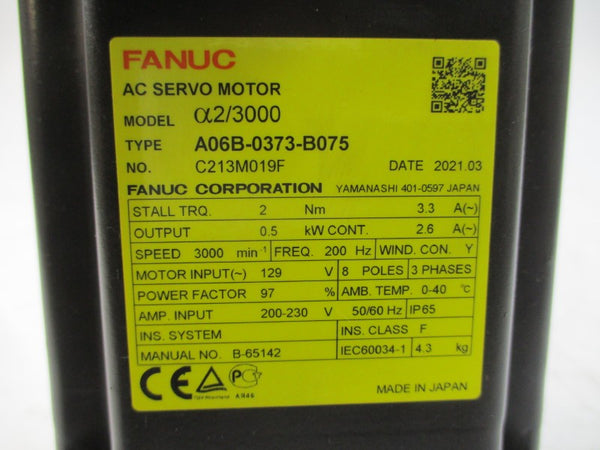 FANUC
AC SERVO MOTOR
MODEL α2/3000
TYPE A06B-0373-B075
NO. C213M019F DATE 2021.03
FANUC CORPORATION YAMANASHI 401-0597 JAPAN
STALL TRQ. 2 Nm 3.3 A(~)
OUTPUT 0.5 kW CONT. 2.6 A(~)
SPEED 3000 min⁻¹ FREQ. 200 Hz WIND. CON. Y
MOTOR INPUT(~) 129 V 8 POLES 3 PHASES
POWER FACTOR 97 % AMB. TEMP. 0-40 ℃
AMP. INPUT 200-230 V 50/60 Hz IP65
INS. SYSTEM INS. CLASS F
MANUAL NO. B-65142 IEC60034-1 4.3 kg
CE TÜV Rheinland
MADE IN JAPAN